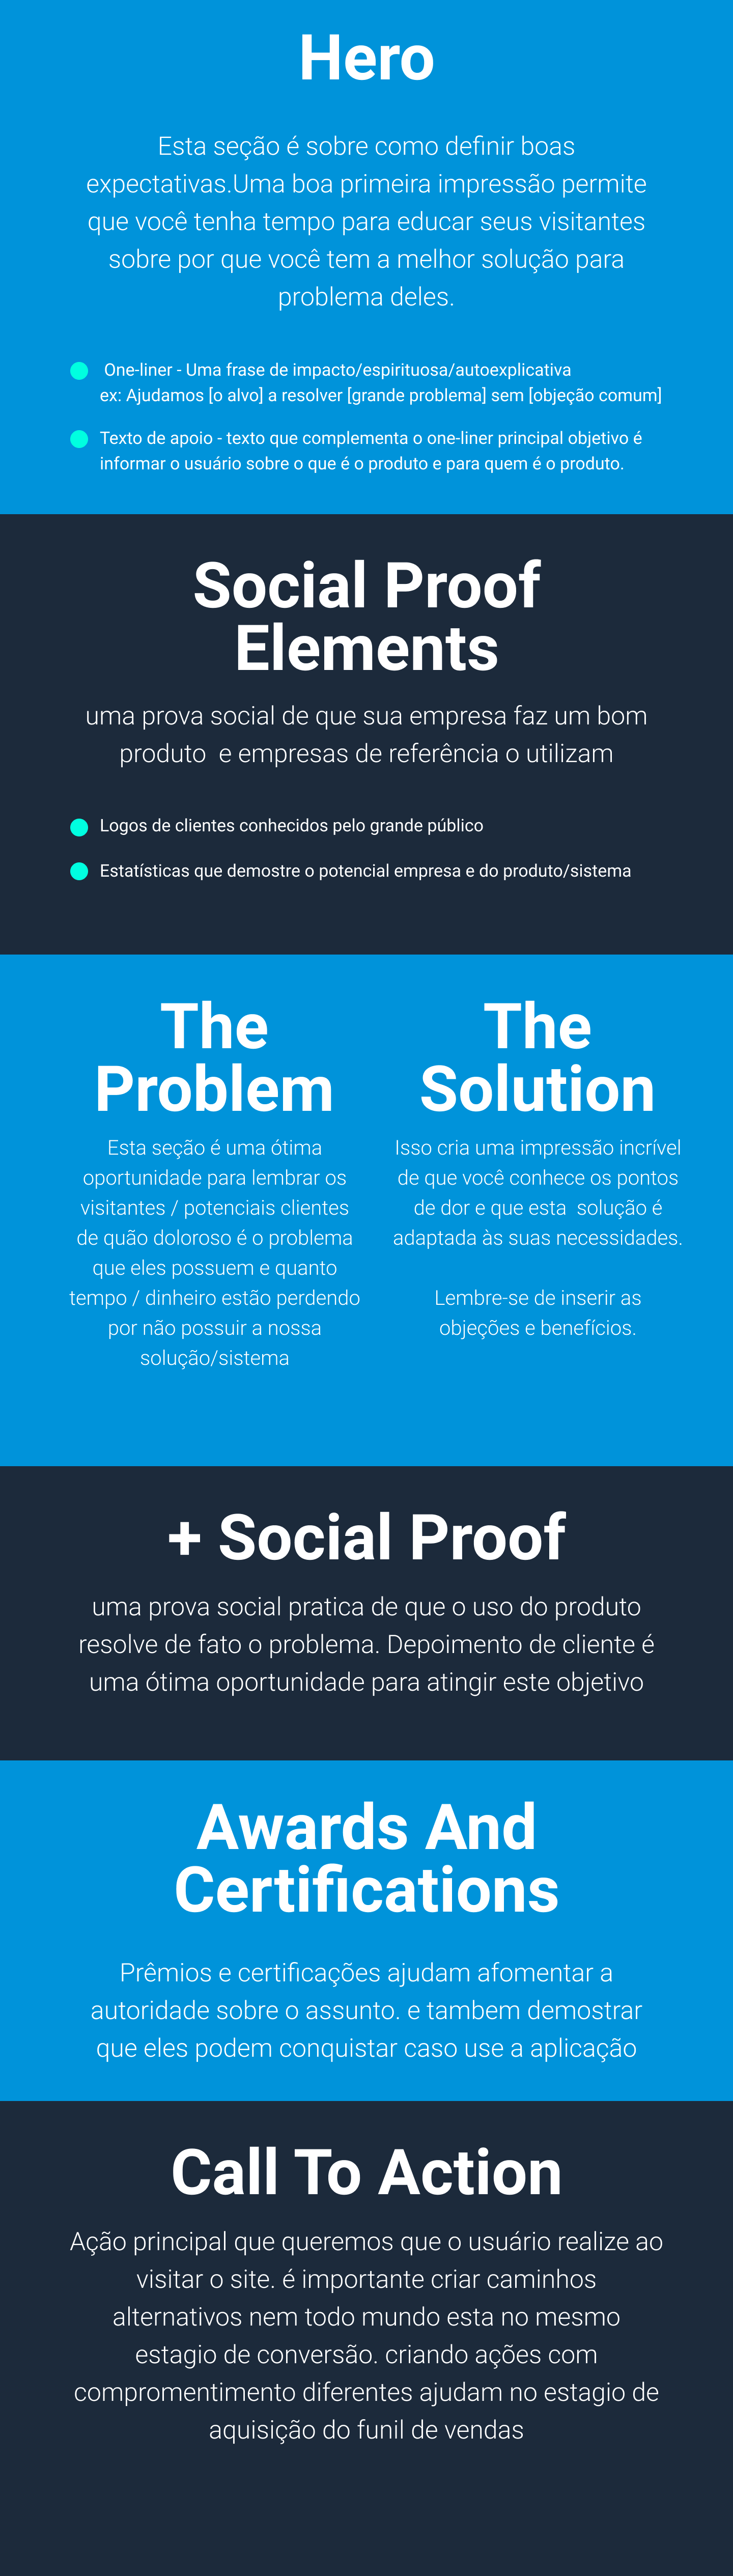 Hero
Esta seção é sobre como definir boas
expectativas.Uma boa primeira impressão permite
que você tenha tempo para educar seus visitantes
sobre por que você tem a melhor solução para
problema deles.
One-liner - Uma frase de impacto/espirituosa/autoexplicativa
ex: Ajudamos [o alvo] a resolver [grande problema] sem [objeção comum]
Texto de apoio - texto que complementa o one-liner principal objetivo é
informar o usuário sobre o que é o produto e para quem é o produto.
Social Proof
Elements
uma prova social de que sua empresa faz um bom
produto  e empresas de referência o utilizam
Logos de clientes conhecidos pelo grande público
Estatísticas que demostre o potencial empresa e do produto/sistema
The
Problem
Esta seção é uma ótima
oportunidade para lembrar os
visitantes / potenciais clientes
de quão doloroso é o problema
que eles possuem e quanto
tempo / dinheiro estão perdendo
por não possuir a nossa
solução/sistema
The
Solution
Isso cria uma impressão incrível
de que você conhece os pontos
de dor e que esta  solução é
adaptada às suas necessidades.
Lembre-se de inserir as
objeções e benefícios.
+ Social Proof
uma prova social pratica de que o uso do produto
resolve de fato o problema. Depoimento de cliente é
uma ótima oportunidade para atingir este objetivo
Awards And
Certifications
Prêmios e certificações ajudam afomentar a
autoridade sobre o assunto. e tambem demostrar
que eles podem conquistar caso use a aplicação
Call To Action
Ação principal que queremos que o usuário realize ao
visitar o site. é importante criar caminhos
alternativos nem todo mundo esta no mesmo
estagio de conversão. criando ações com
compromentimento diferentes ajudam no estagio de
aquisição do funil de vendas